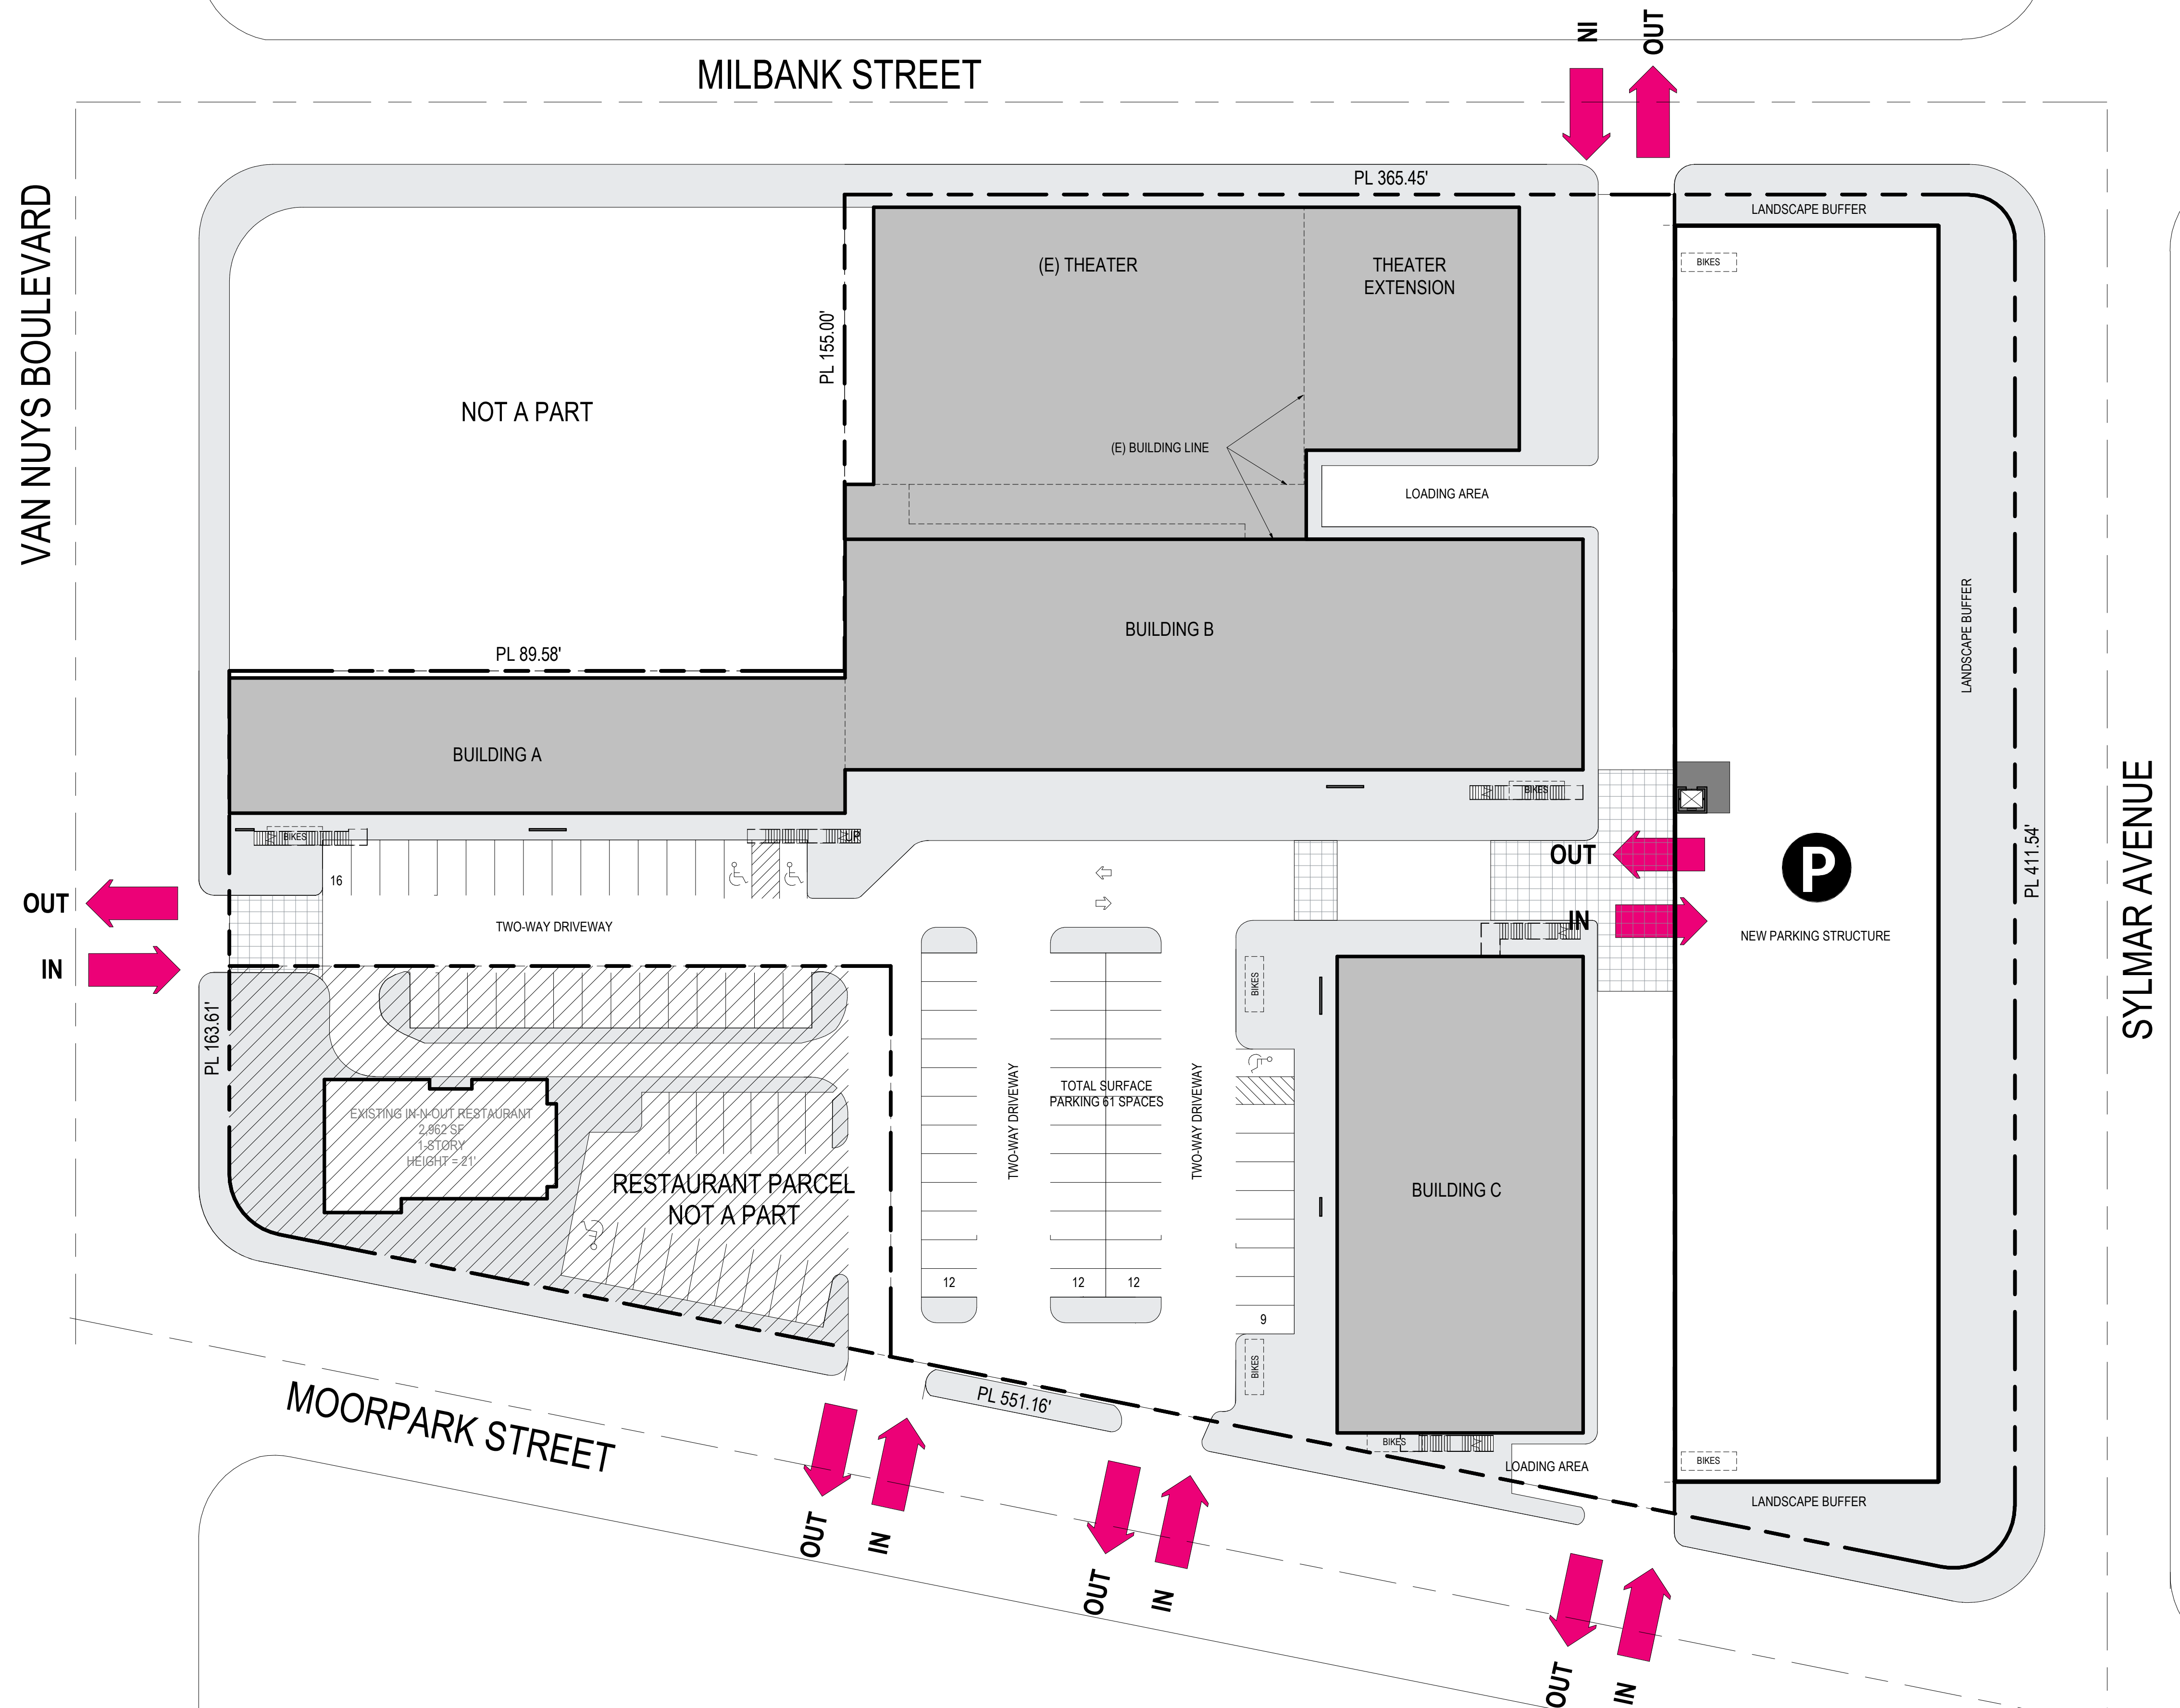 IN
OUT
MILBANK STREET
PL 365.45'
LANDSCAPE BUFFER
VAN NUYS BOULEVARD
(E) THEATER
THEATER
EXTENSION
BIKES
PL 155.00'
NOT A PART
(E) BUILDING LINE
LOADING AREA
LANDSCAPE BUFFER
BUILDING B
PL 89.58'
BUILDING A
BIKES
BIKES
UP
OUT
16
OUT
IN
TWO-WAY DRIVEWAY
IN
P
NEW PARKING STRUCTURE
PL 411.54'
SYLMAR AVENUE
PL 163.61'
BIKES
EXISTING IN-N-OUT RESTAURANT
2,962 SF
1-STORY
HEIGHT = 21'
TWO-WAY DRIVEWAY
TOTAL SURFACE
PARKING 61 SPACES
TWO-WAY DRIVEWAY
RESTAURANT PARCEL
NOT A PART
BUILDING C
12
12
12
9
BIKES
PL 551.16'
MOORPARK STREET
BIKES
LOADING AREA
BIKES
LANDSCAPE BUFFER
OUT
IN
OUT
IN
OUT
IN